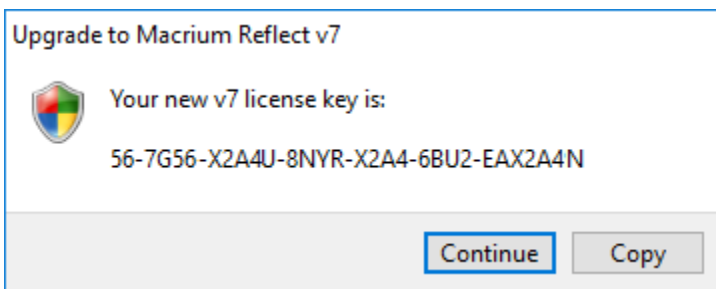 Upgrade to Macrium Reflect v7
Your new v7 license key is:
56-7G56-X2A4U-8NYR-X2A4-6BU2-EAX2A4N
Continue
Copy